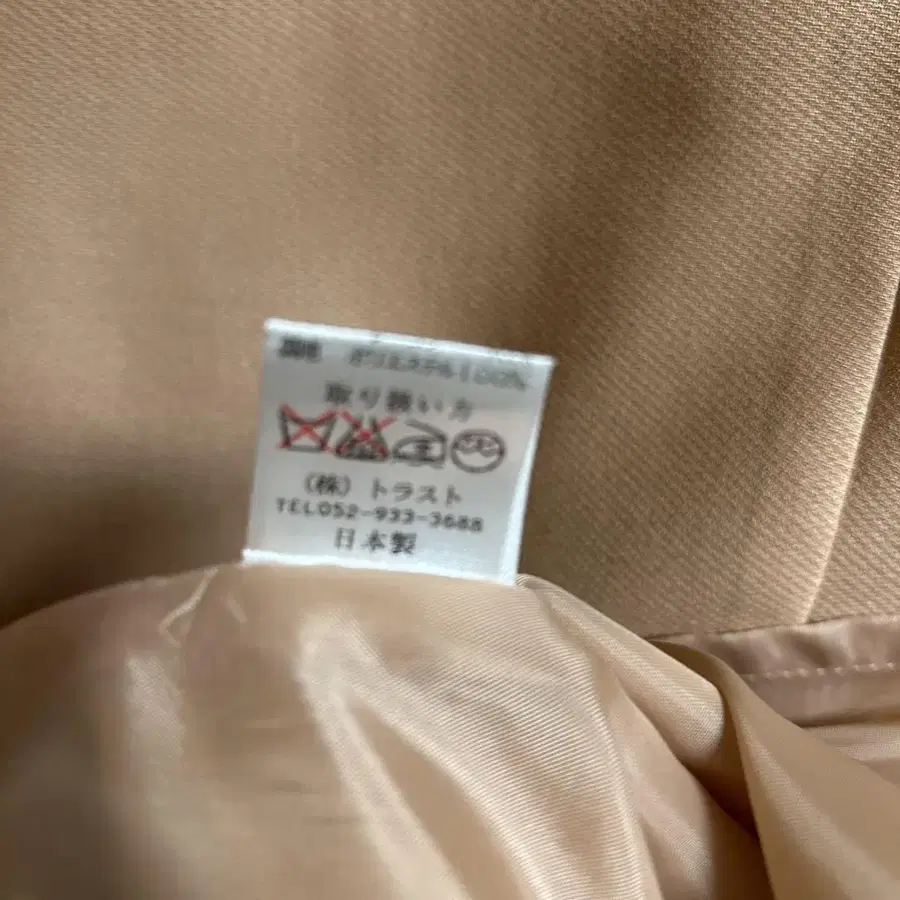 ポリエステル100%
取り扱い方
(株) トラスト
TEL052-933-3688
日本製